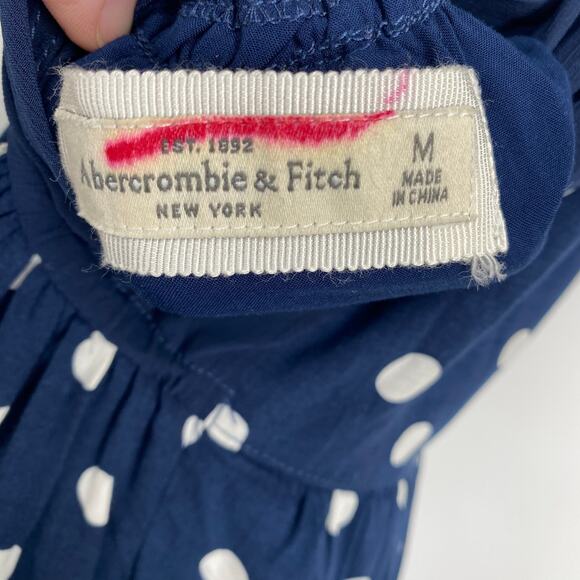 EST. 1892
Abercrombie & Fitch
NEW YORK
M
MADE
IN CHINA